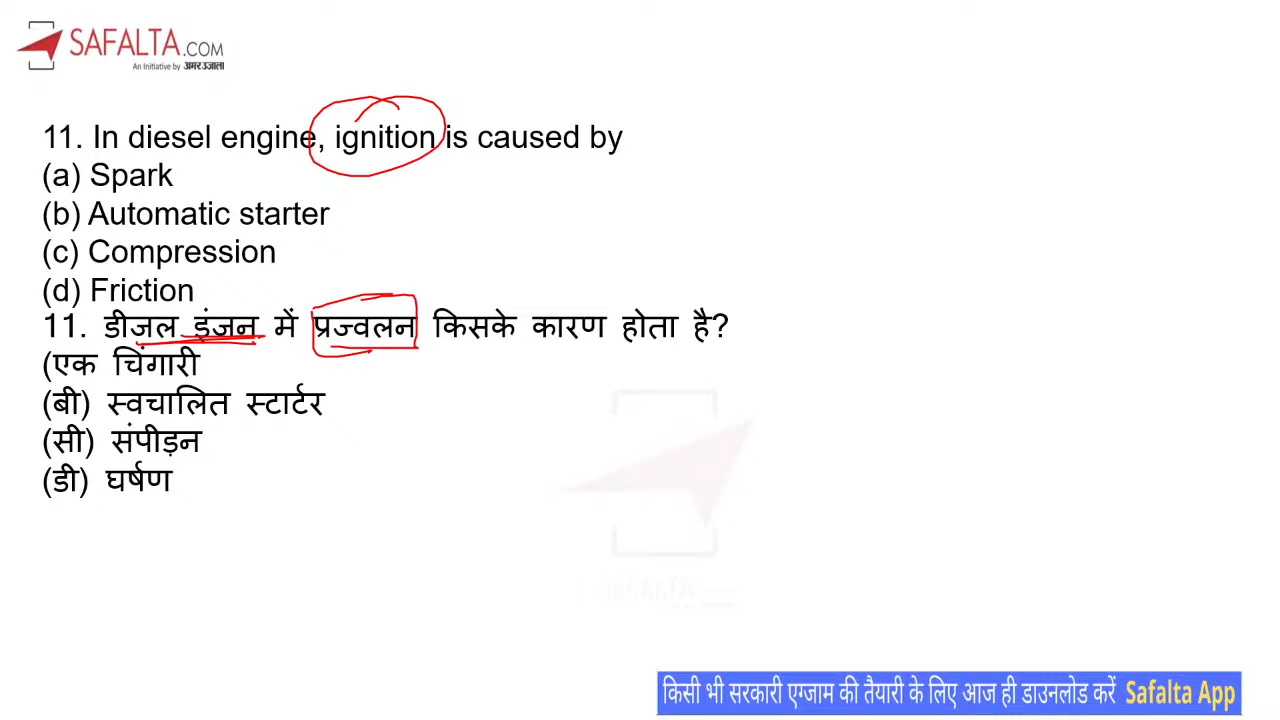 SAFALTA.COM
An Initiative by अमर उजाला
11. In diesel engine, ignition is caused by
(a) Spark
(b) Automatic starter
(c) Compression
(d) Friction
11. डीजल इंजन में प्रज्वलन किसके कारण होता है?
(एक चिंगारी
(बी) स्वचालित स्टार्टर
(सी) संपीड़न
(डी) घर्षण
किसी भी सरकारी एग्जाम की तैयारी के लिए आज ही डाउनलोड करें Safalta App